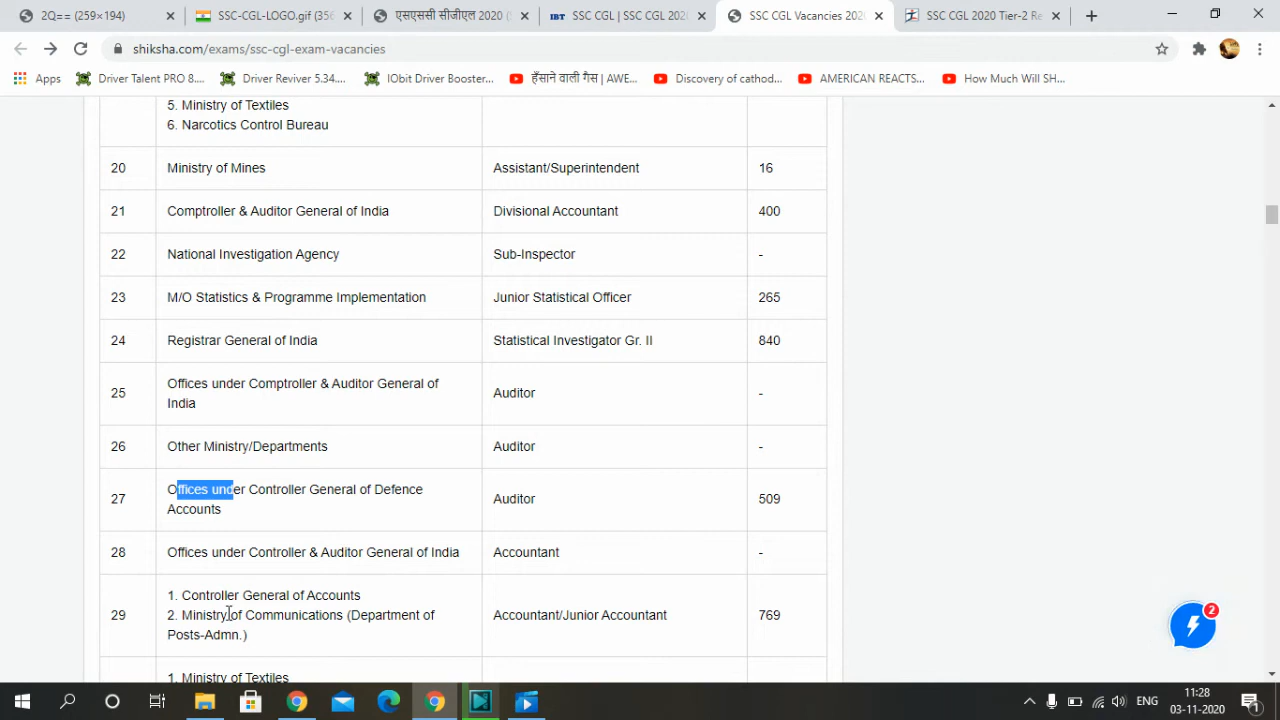 2Q== (259×194)
SSC-CGL-LOGO.gif (356
एसएससी सीजीएल 2020 (
IBT SSC CGL | SSC CGL 2020
SSC CGL Vacancies 202
SSC CGL 2020 Tier-2 Re
shiksha.com/exams/ssc-cgl-exam-vacancies
Apps
Driver Talent PRO 8....
Driver Reviver 5.34....
IObit Driver Booster...
हँसाने वाली गैस | AWE...
Discovery of cathod...
AMERICAN REACTS...
How Much Will SH...
5. Ministry of Textiles
6. Narcotics Control Bureau
20 Ministry of Mines Assistant/Superintendent 16
21 Comptroller & Auditor General of India Divisional Accountant 400
22 National Investigation Agency Sub-Inspector -
23 M/O Statistics & Programme Implementation Junior Statistical Officer 265
24 Registrar General of India Statistical Investigator Gr. II 840
25 Offices under Comptroller & Auditor General of Auditor -
India
26 Other Ministry/Departments Auditor -
27 Offices under Controller General of Defence Auditor 509
Accounts
28 Offices under Controller & Auditor General of India Accountant -
1. Controller General of Accounts
29 2. Ministry of Communications (Department of Accountant/Junior Accountant 769
Posts-Admn.)
1. Ministry of Textiles
2
ENG
11:28
03-11-2020
1